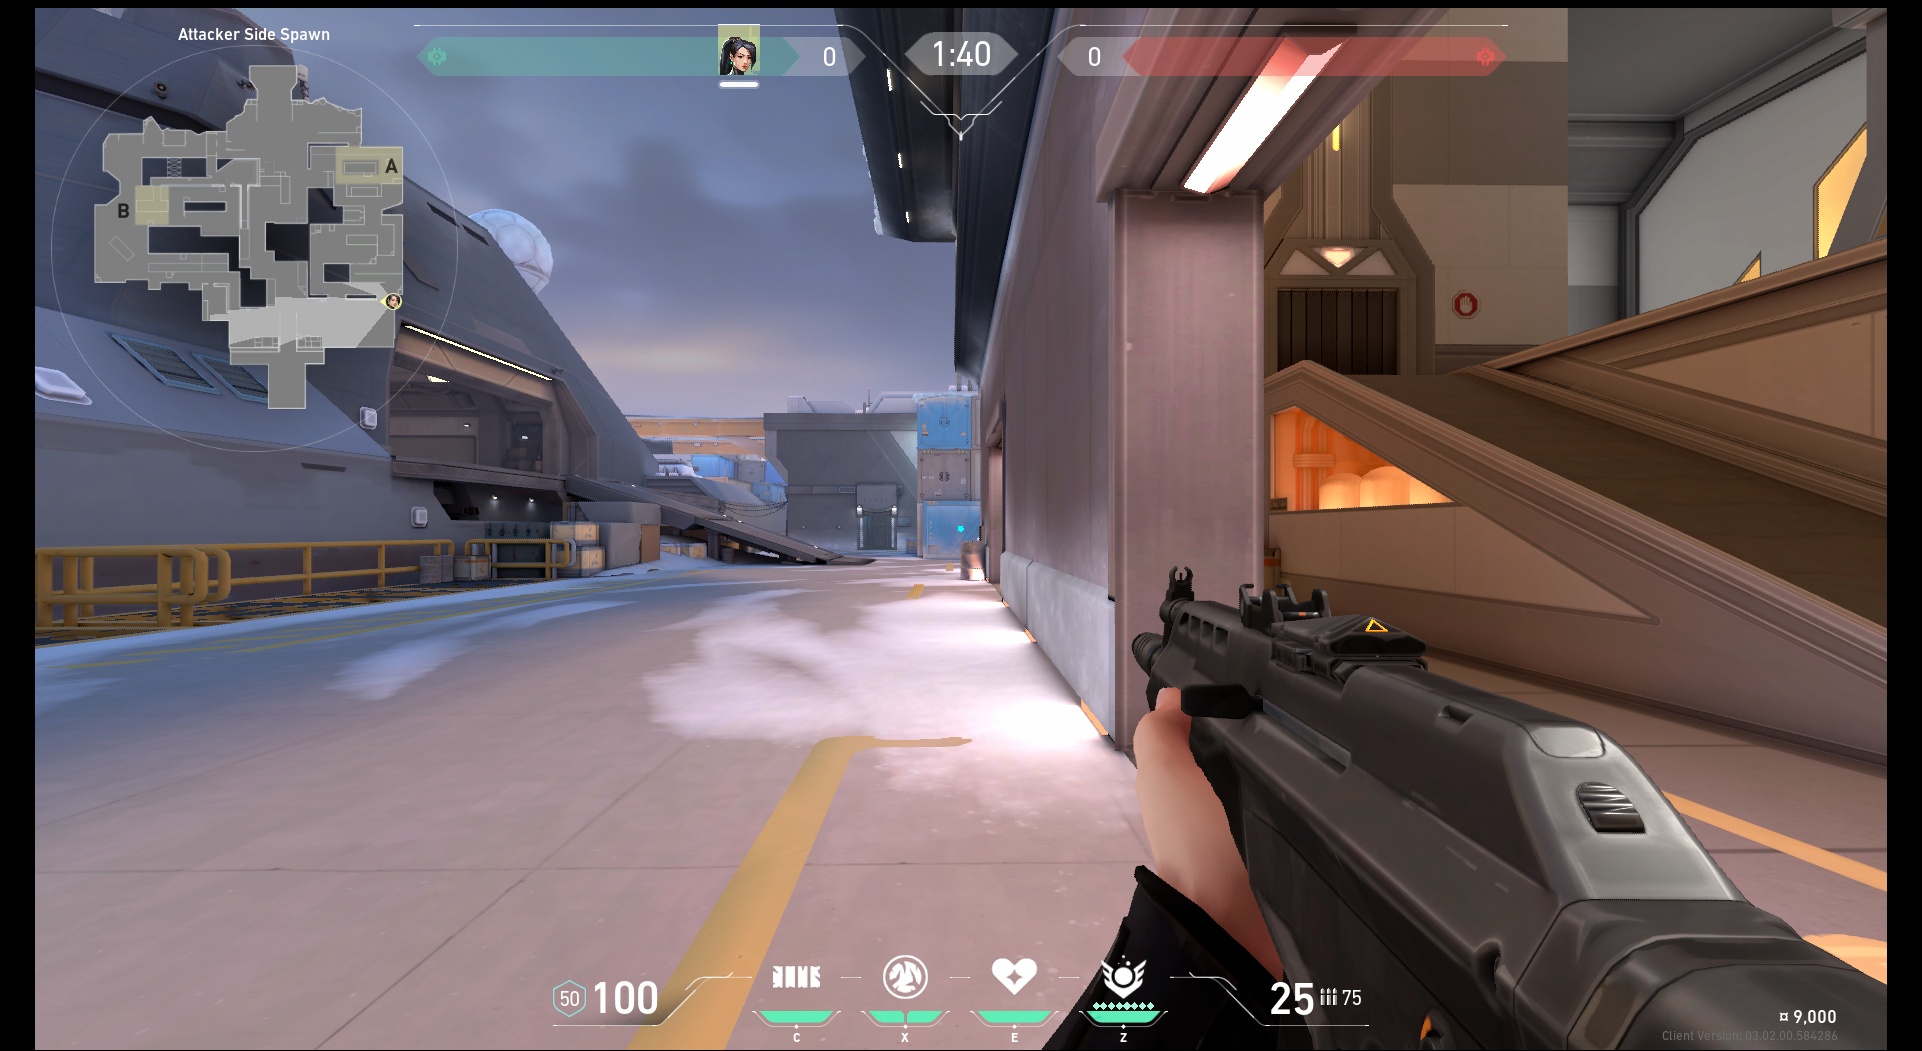 Attacker Side Spawn
0
1:40
0
A
B
50
100
25
75
C
X
E
Z
¤ 9,000
Client Version: 03.02.00.584286